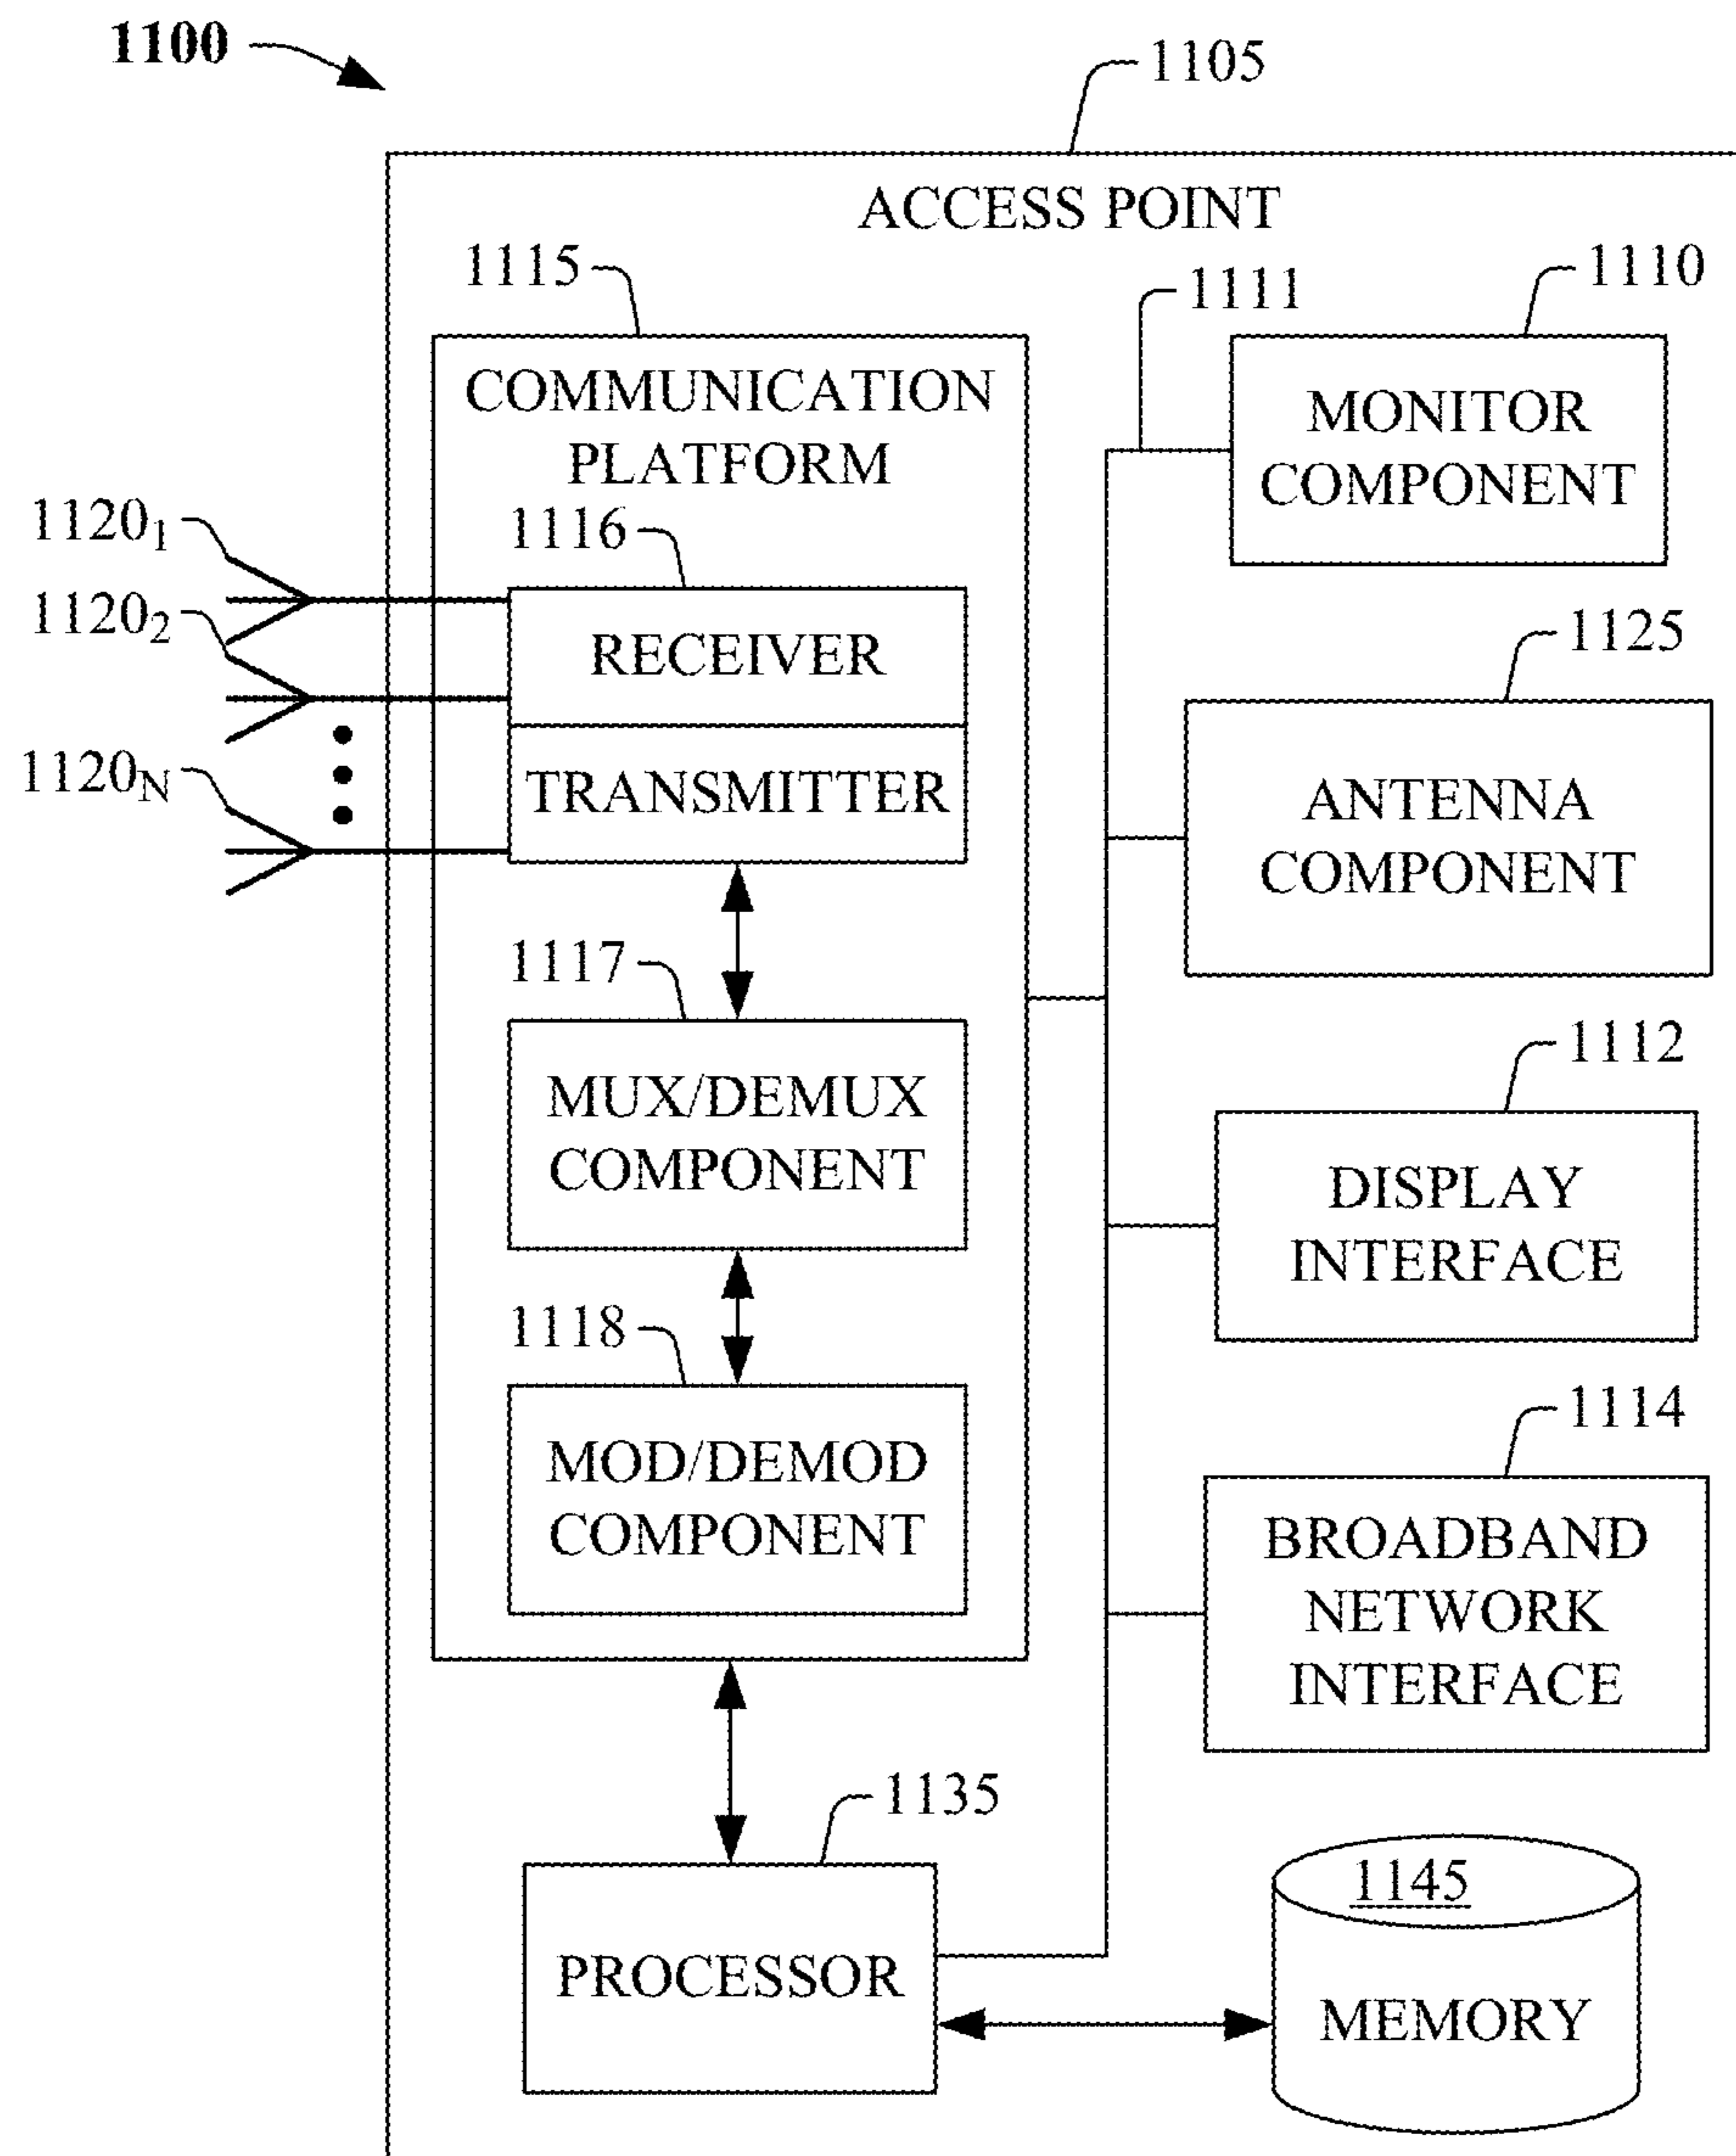 1100
1105
ACCESS POINT
1115
1111
1110
COMMUNICATION
PLATFORM
MONITOR
COMPONENT
1120₁
1116
1120₂
RECEIVER
1125
1120N
TRANSMITTER
ANTENNA
COMPONENT
1117
1112
MUX/DEMUX
COMPONENT
DISPLAY
INTERFACE
1118
1114
MOD/DEMOD
COMPONENT
BROADBAND
NETWORK
INTERFACE
1135
1145
PROCESSOR
MEMORY